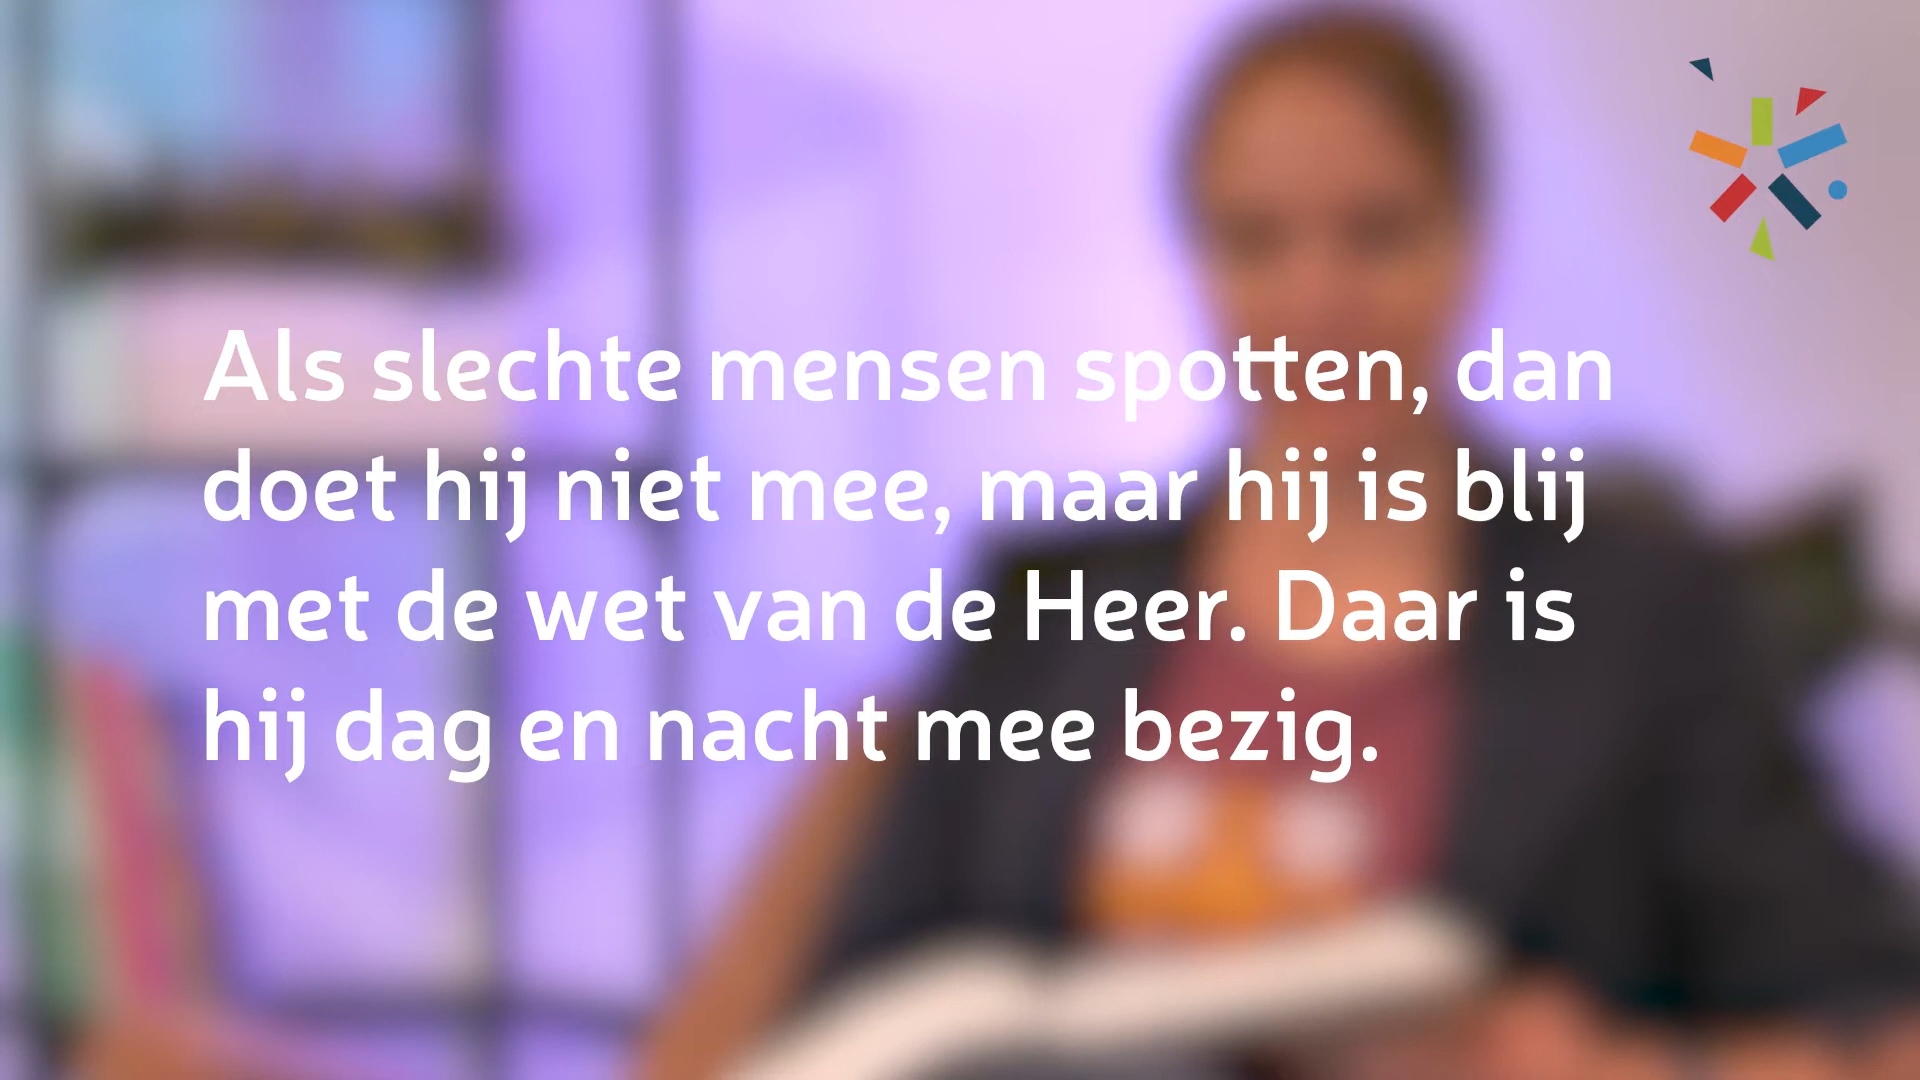 Als slechte mensen spotten, dan
doet hij niet mee, maar hij is blij
met de wet van de Heer. Daar is
hij dag en nacht mee bezig.